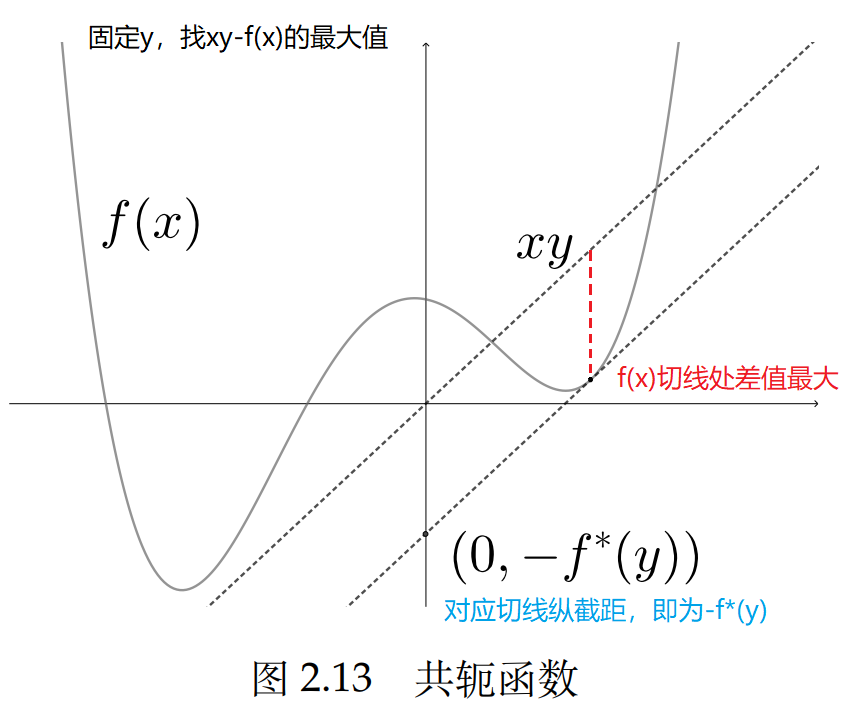 固定y，找xy-f(x)的最大值
f(x)
xy
f(x)切线处差值最大
(0, −f*(y))
对应切线纵截距，即为-f*(y)
图 2.13 共轭函数